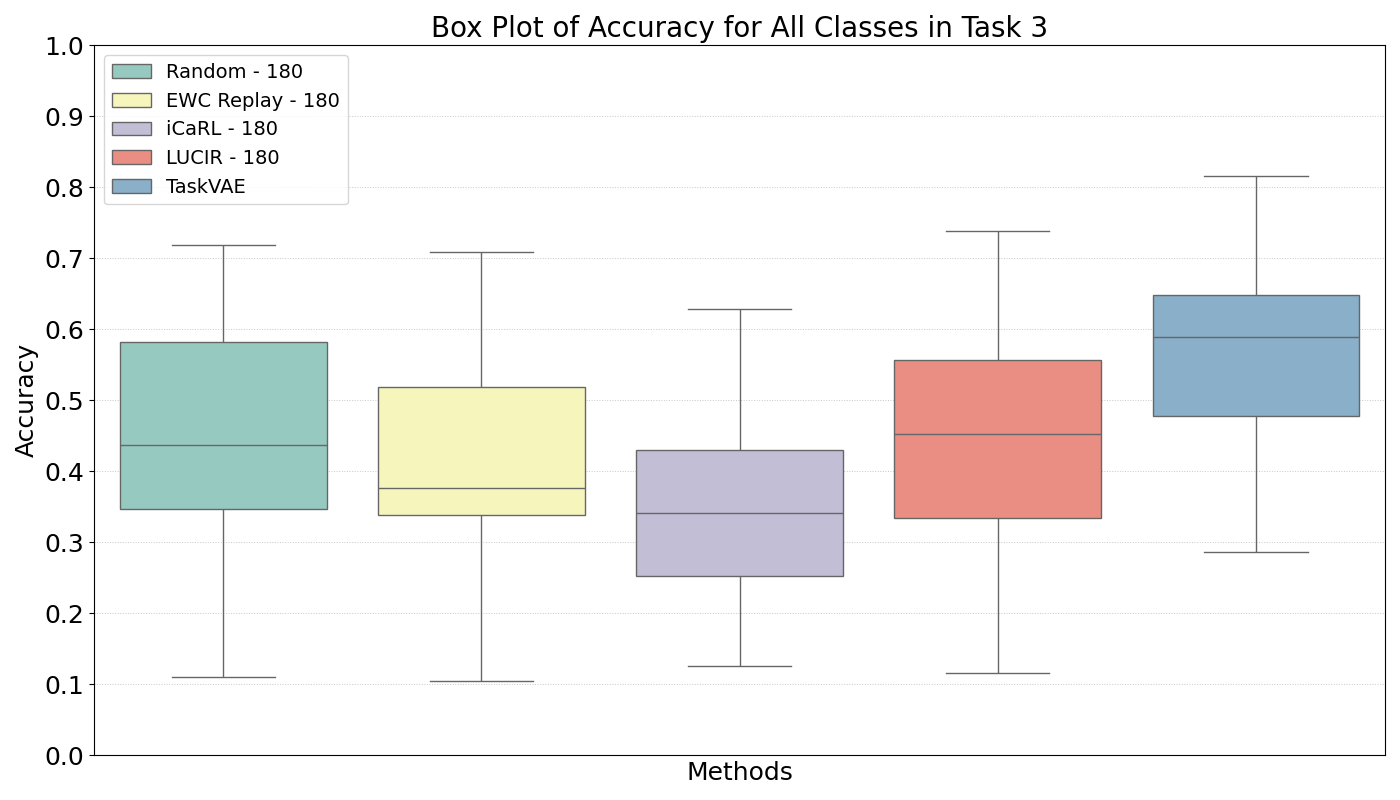 Box Plot of Accuracy for All Classes in Task 3
1.0
0.9
0.8
0.7
0.6
0.5
0.4
0.3
0.2
0.1
0.0
Accuracy
Random - 180
EWC Replay - 180
iCaRL - 180
LUCIR - 180
TaskVAE
Methods